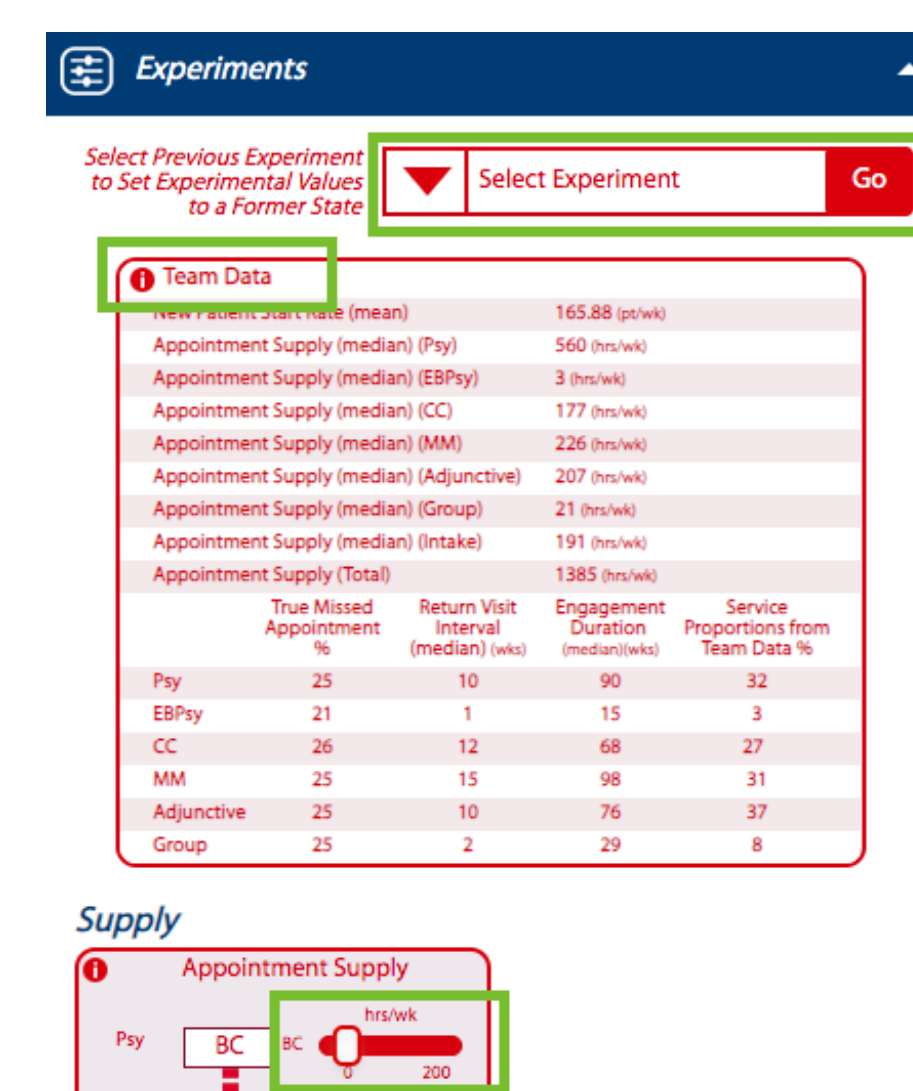 Experiments
Select Previous Experiment
to Set Experimental Values
to a Former State
Select Experiment
Go
Team Data
New Patient Start Rate (mean) 165.88 (pt/wk)
Appointment Supply (median) (Psy) 560 (hrs/wk)
Appointment Supply (median) (EBPsy) 3 (hrs/wk)
Appointment Supply (median) (CC) 177 (hrs/wk)
Appointment Supply (median) (MM) 226 (hrs/wk)
Appointment Supply (median) (Adjunctive) 207 (hrs/wk)
Appointment Supply (median) (Group) 21 (hrs/wk)
Appointment Supply (median) (Intake) 191 (hrs/wk)
Appointment Supply (Total) 1385 (hrs/wk)
True Missed Return Visit Engagement Service
Appointment Interval Duration Proportions from
% (median) (wks) (median)(wks) Team Data %
Psy 25 10 90 32
EBPsy 21 1 15 3
CC 26 12 68 27
MM 25 15 98 31
Adjunctive 25 10 76 37
Group 25 2 29 8
Supply
Appointment Supply
hrs/wk
Psy BC BC
0 200